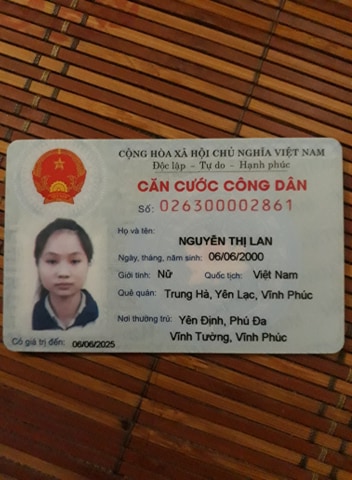 CỘNG HÒA XÃ HỘI CHỦ NGHĨA VIỆT NAM
Độc lập - Tự do - Hạnh phúc
CĂN CƯỚC CÔNG DÂN
Số: 026300002861
Họ và tên:
NGUYỄN THỊ LAN
Ngày, tháng, năm sinh: 06/06/2000
Giới tính: Nữ Quốc tịch: Việt Nam
Quê quán: Trung Hà, Yên Lạc, Vĩnh Phúc
Nơi thường trú: Yên Định, Phú Đa
Vĩnh Tường, Vĩnh Phúc
Có giá trị đến: 06/06/2025